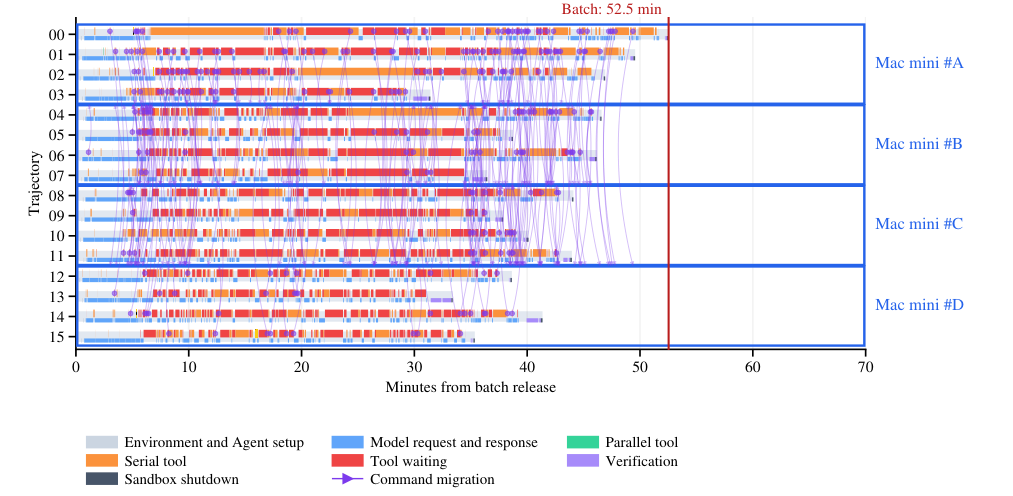 Batch: 52.5 min
00
01
02
03
04
05
06
07
08
09
10
11
12
13
14
15
Trajectory
Mac mini #A
Mac mini #B
Mac mini #C
Mac mini #D
0 10 20 30 40 50 60 70
Minutes from batch release
Environment and Agent setup Model request and response Parallel tool
Serial tool Tool waiting Verification
Sandbox shutdown Command migration